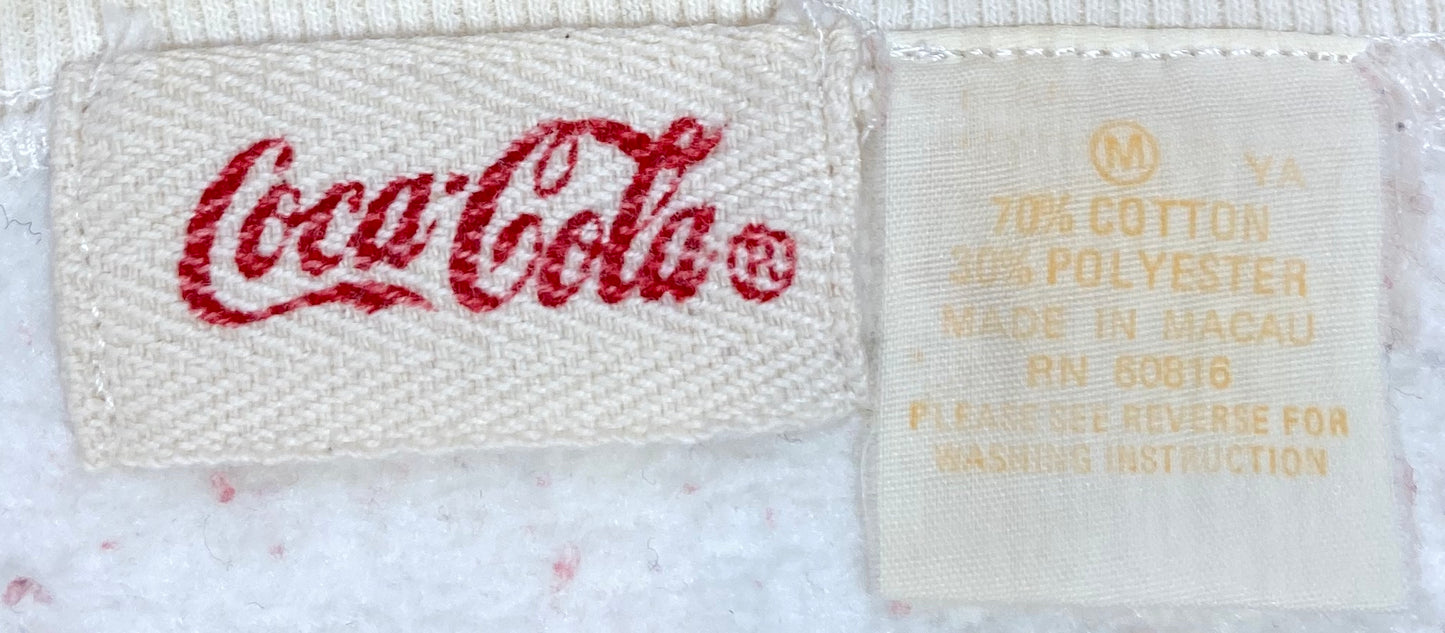 Coca-Cola®
M
YA
70% COTTON
30% POLYESTER
MADE IN MACAU
RN 60816
PLEASE SEE REVERSE FOR
WASHING INSTRUCTION